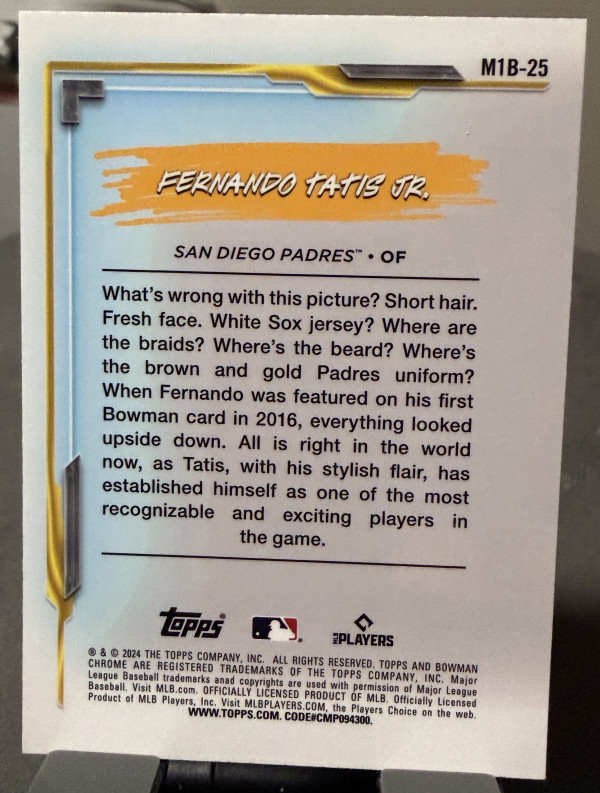 M1B-25
FERNANDO TATIS JR.
SAN DIEGO PADRES™ • OF
What's wrong with this picture? Short hair.
Fresh face. White Sox jersey? Where are
the braids? Where's the beard? Where's
the brown and gold Padres uniform?
When Fernando was featured on his first
Bowman card in 2016, everything looked
upside down. All is right in the world
now, as Tatis, with his stylish flair, has
established himself as one of the most
recognizable and exciting players in
the game.
Topps® MLB PLAYERS
® & © 2024 THE TOPPS COMPANY, INC. ALL RIGHTS RESERVED. TOPPS AND BOWMAN
CHROME ARE REGISTERED TRADEMARKS OF THE TOPPS COMPANY, INC. Major
League Baseball trademarks anad copyrights are used with permission of Major League
Baseball. Visit MLB.com. OFFICIALLY LICENSED PRODUCT OF MLB. Officially Licensed
Product of MLB Players, Inc. Visit MLBPLAYERS.COM, the Players Choice on the web.
WWW.TOPPS.COM. CODE#CMP094300.